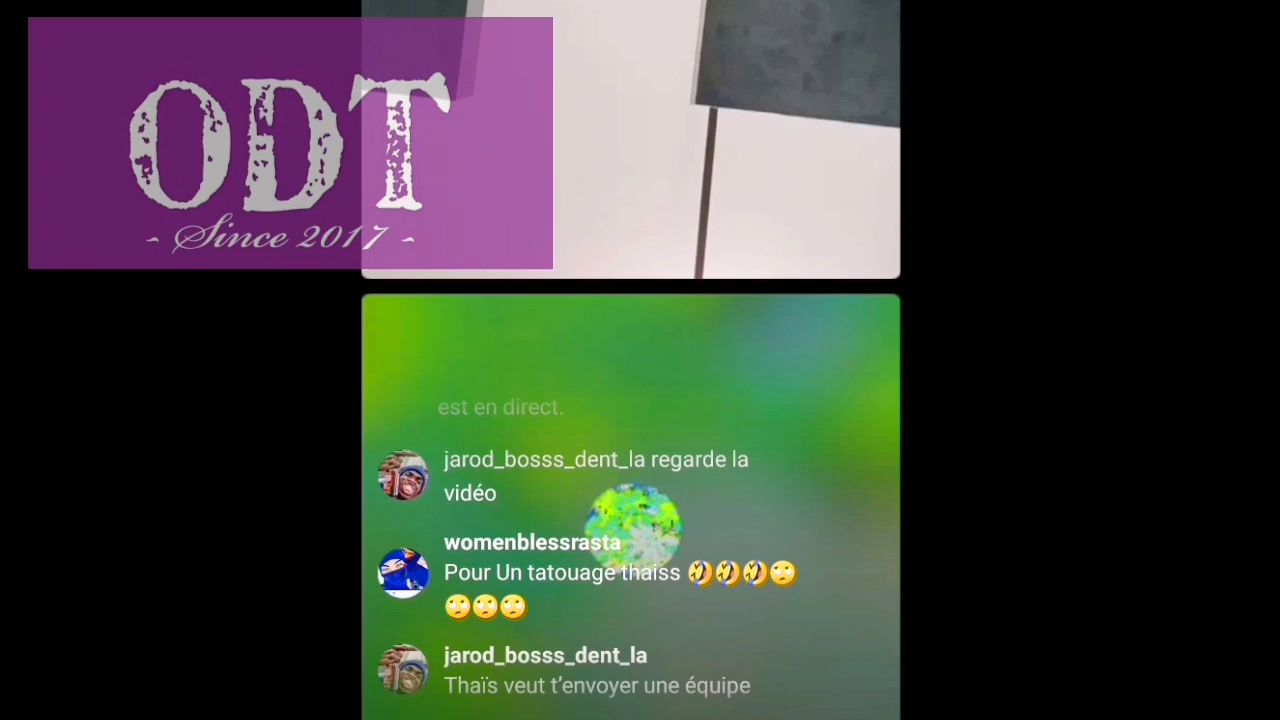 ODT
~ Since 2017 ~
est en direct.
jarod_bosss_dent_la regarde la
vidéo
womenblessrasta
Pour Un tatouage thaiss 🤣🤣🤣🙄
🙄🙄🙄
jarod_bosss_dent_la
Thaïs veut t’envoyer une équipe